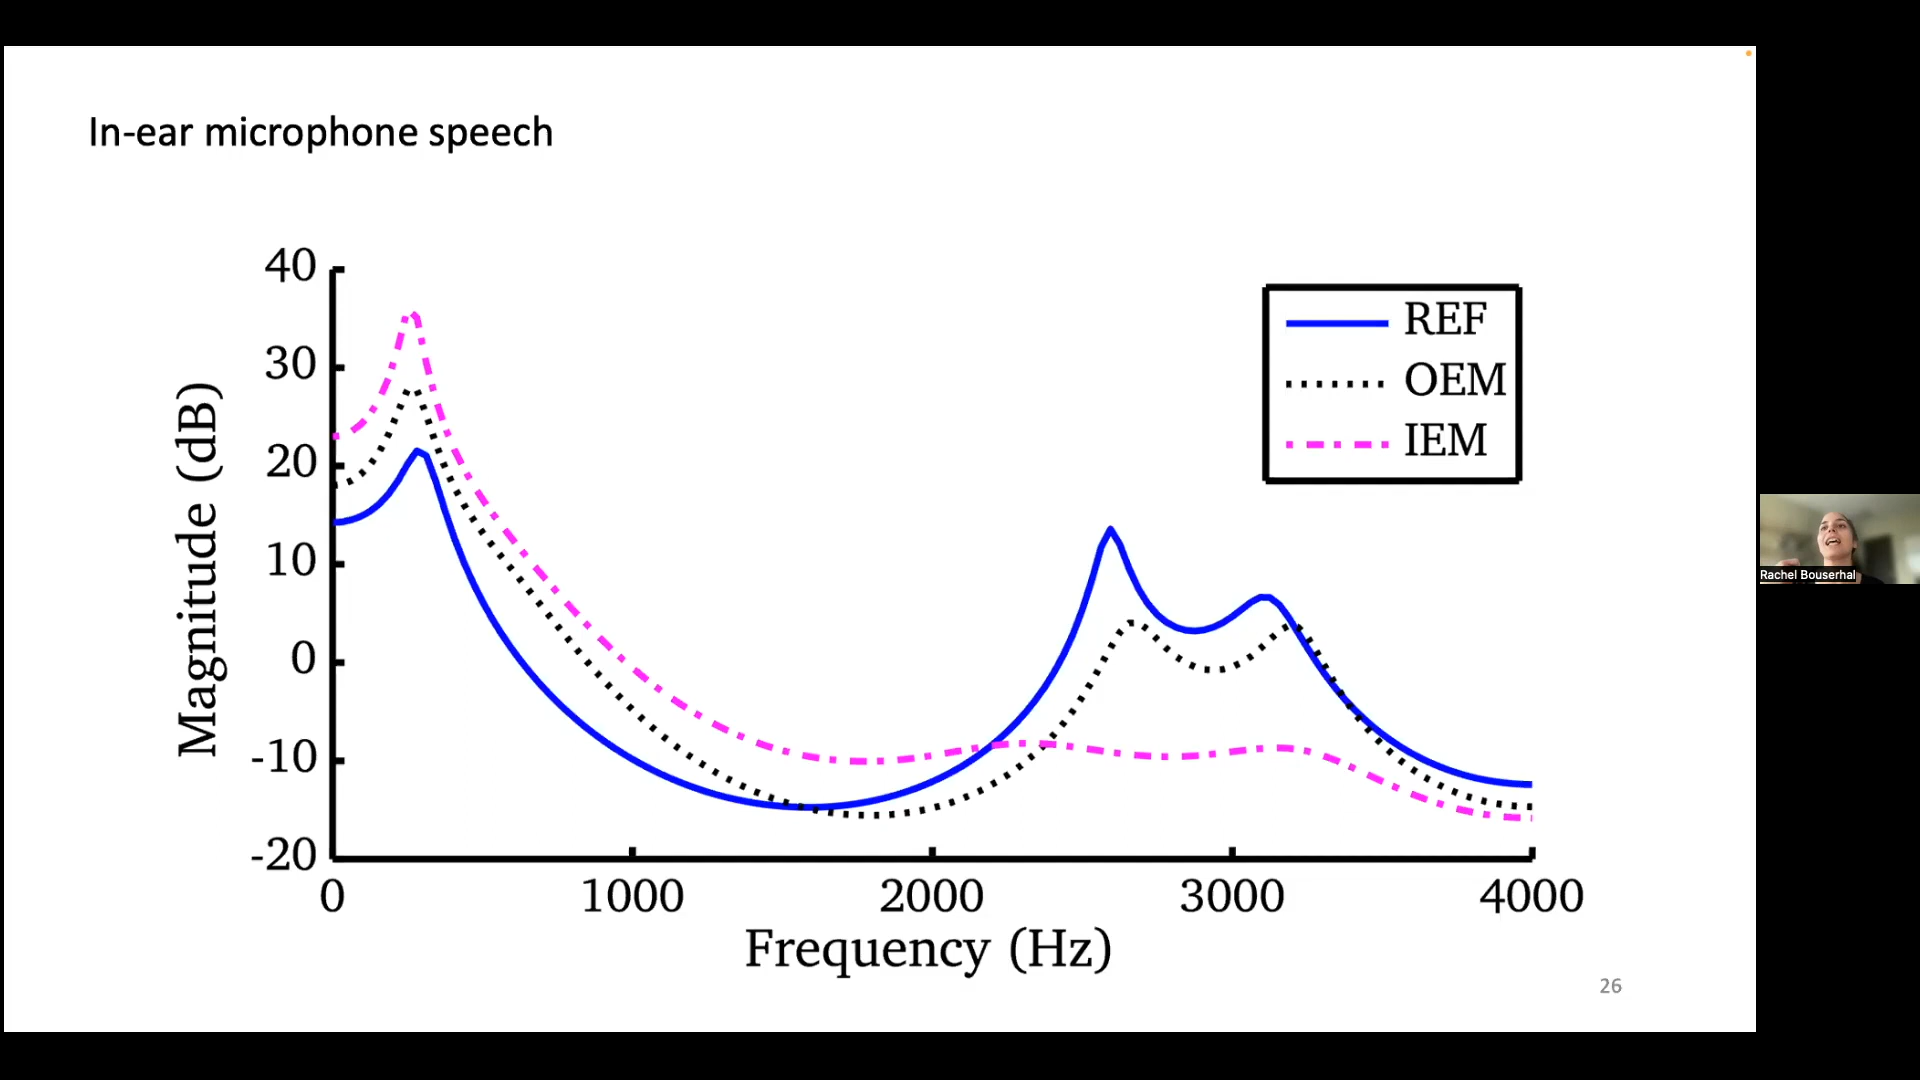 In-ear microphone speech
40
30
20
10
0
-10
-20
Magnitude (dB)
REF
OEM
IEM
0 1000 2000 3000 4000
Frequency (Hz)
26
Rachel Bouserhal